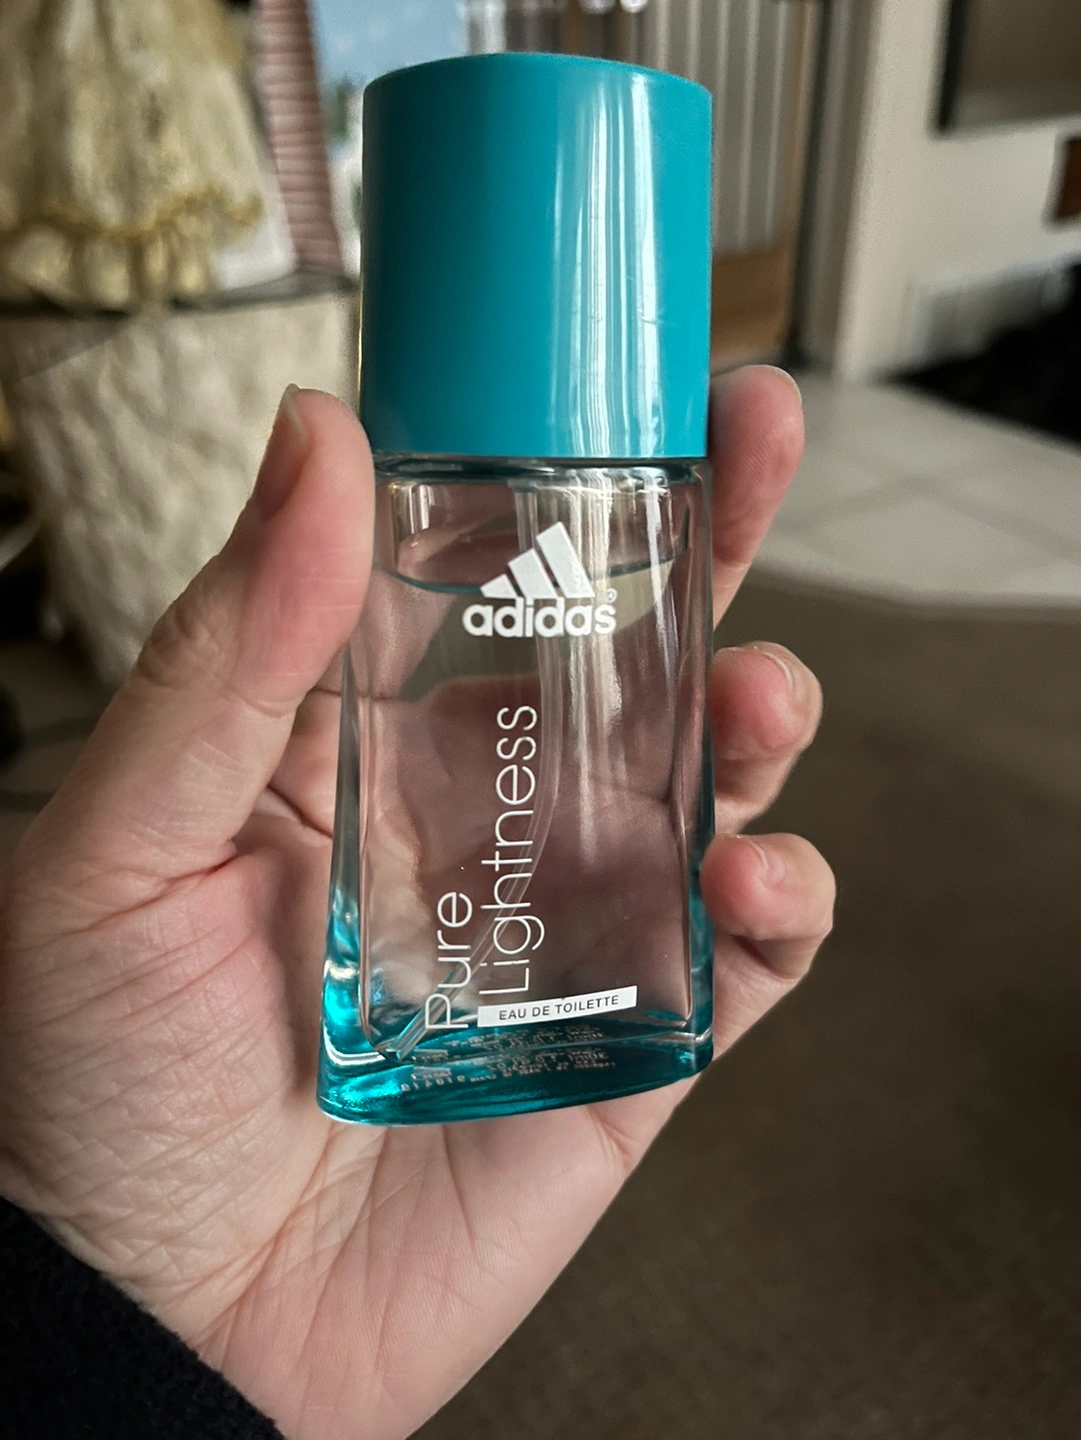 adidas®
Pure
Lightness
EAU DE TOILETTE